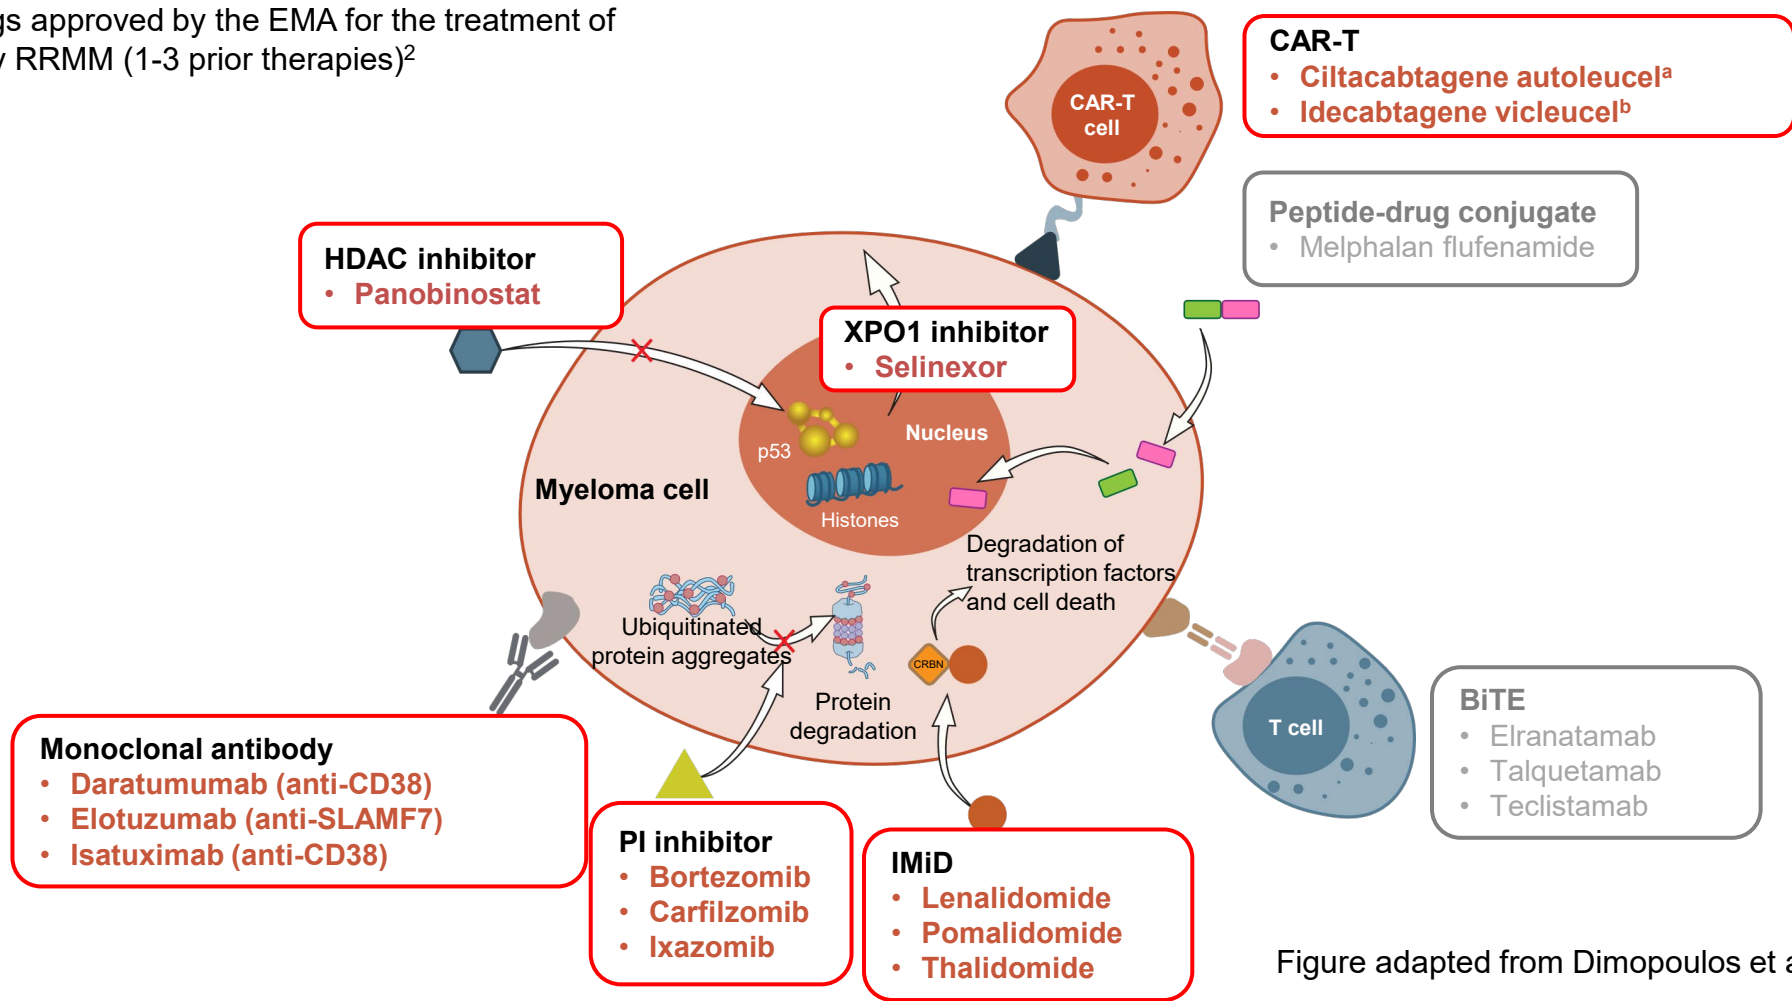 approved by the EMA for the treatment of
RRMM (1-3 prior therapies)²
CAR-T
• Ciltacabtagene autoleucelᵃ
• Idecabtagene vicleucelᵇ
CAR-T
cell
Peptide-drug conjugate
• Melphalan flufenamide
HDAC inhibitor
• Panobinostat
XPO1 inhibitor
• Selinexor
Nucleus
p53
Histones
Myeloma cell
Degradation of
transcription factors
and cell death
Ubiquitinated
protein aggregates
CRBN
Protein
degradation
T cell
BiTE
• Elranatamab
• Talquetamab
• Teclistamab
Monoclonal antibody
• Daratumumab (anti-CD38)
• Elotuzumab (anti-SLAMF7)
• Isatuximab (anti-CD38)
PI inhibitor
• Bortezomib
• Carfilzomib
• Ixazomib
IMiD
• Lenalidomide
• Pomalidomide
• Thalidomide
Figure adapted from Dimopoulos et